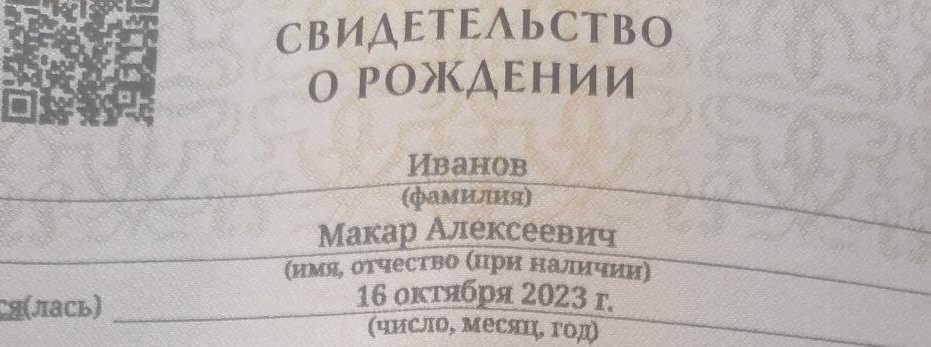 СВИДЕТЕЛЬСТВО
О РОЖДЕНИИ
Иванов
(фамилия)
Макар Алексеевич
(имя, отчество (при наличии)
ся(лась) 16 октября 2023 г.
(число, месяц, год)